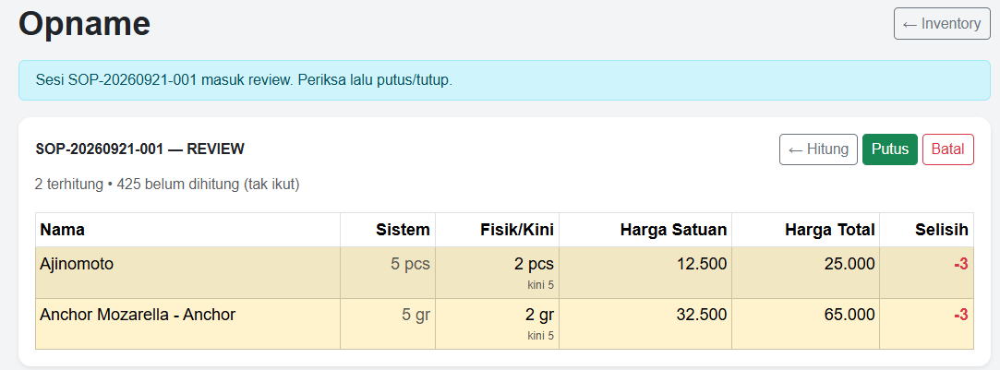 Opname
← Inventory
Sesi SOP-20260921-001 masuk review. Periksa lalu putus/tutup.
SOP-20260921-001 — REVIEW
← Hitung Putus Batal
2 terhitung • 425 belum dihitung (tak ikut)
Nama Sistem Fisik/Kini Harga Satuan Harga Total Selisih
Ajinomoto 5 pcs 2 pcs 12.500 25.000 -3
kini 5
Anchor Mozarella - Anchor 5 gr 2 gr 32.500 65.000 -3
kini 5